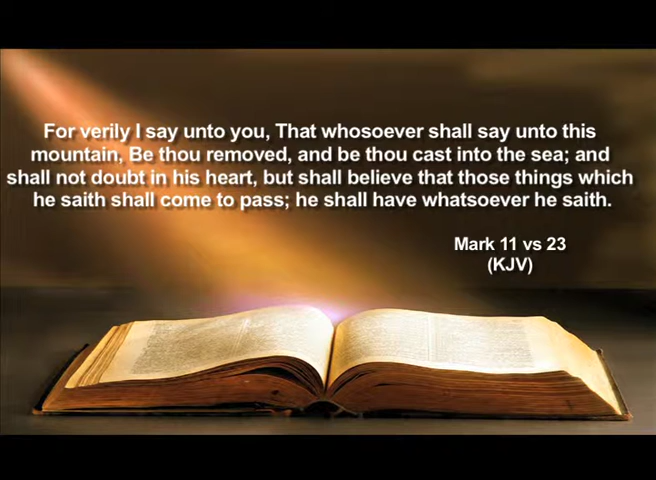 For verily I say unto you, That whosoever shall say unto this
mountain, Be thou removed, and be thou cast into the sea; and
shall not doubt in his heart, but shall believe that those things which
he saith shall come to pass; he shall have whatsoever he saith.
Mark 11 vs 23
(KJV)